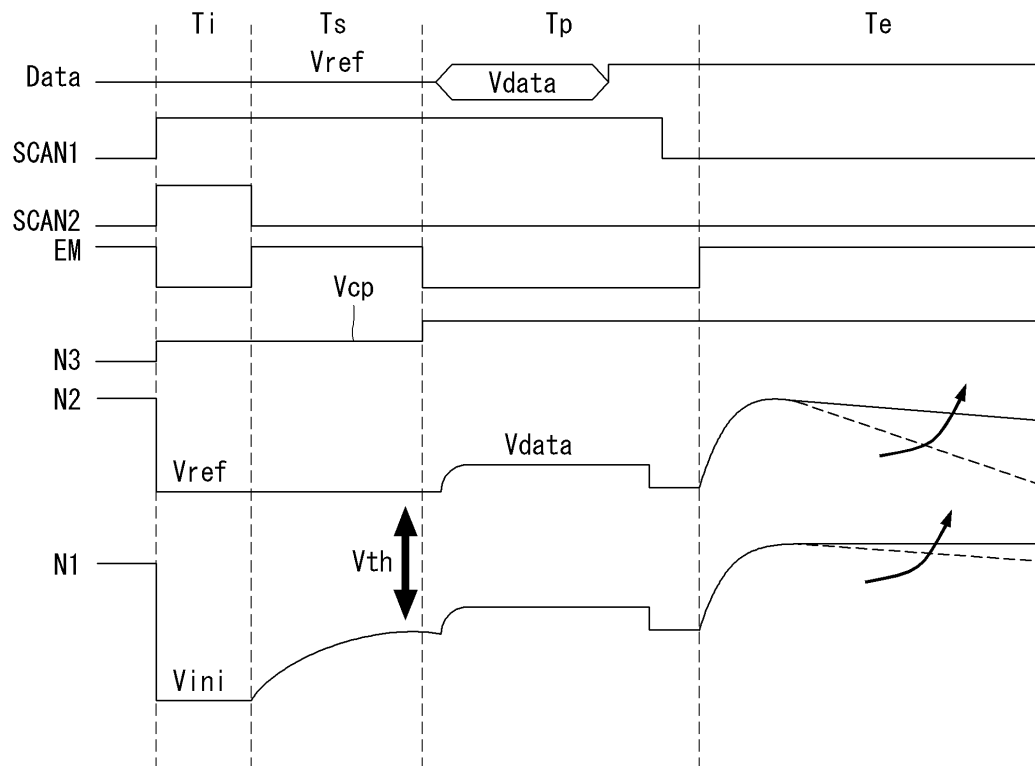 Ti Ts Tp Te
Data Vref Vdata
SCAN1
SCAN2
EM
Vcp
N3
N2
Vref Vdata
N1 Vth
Vini